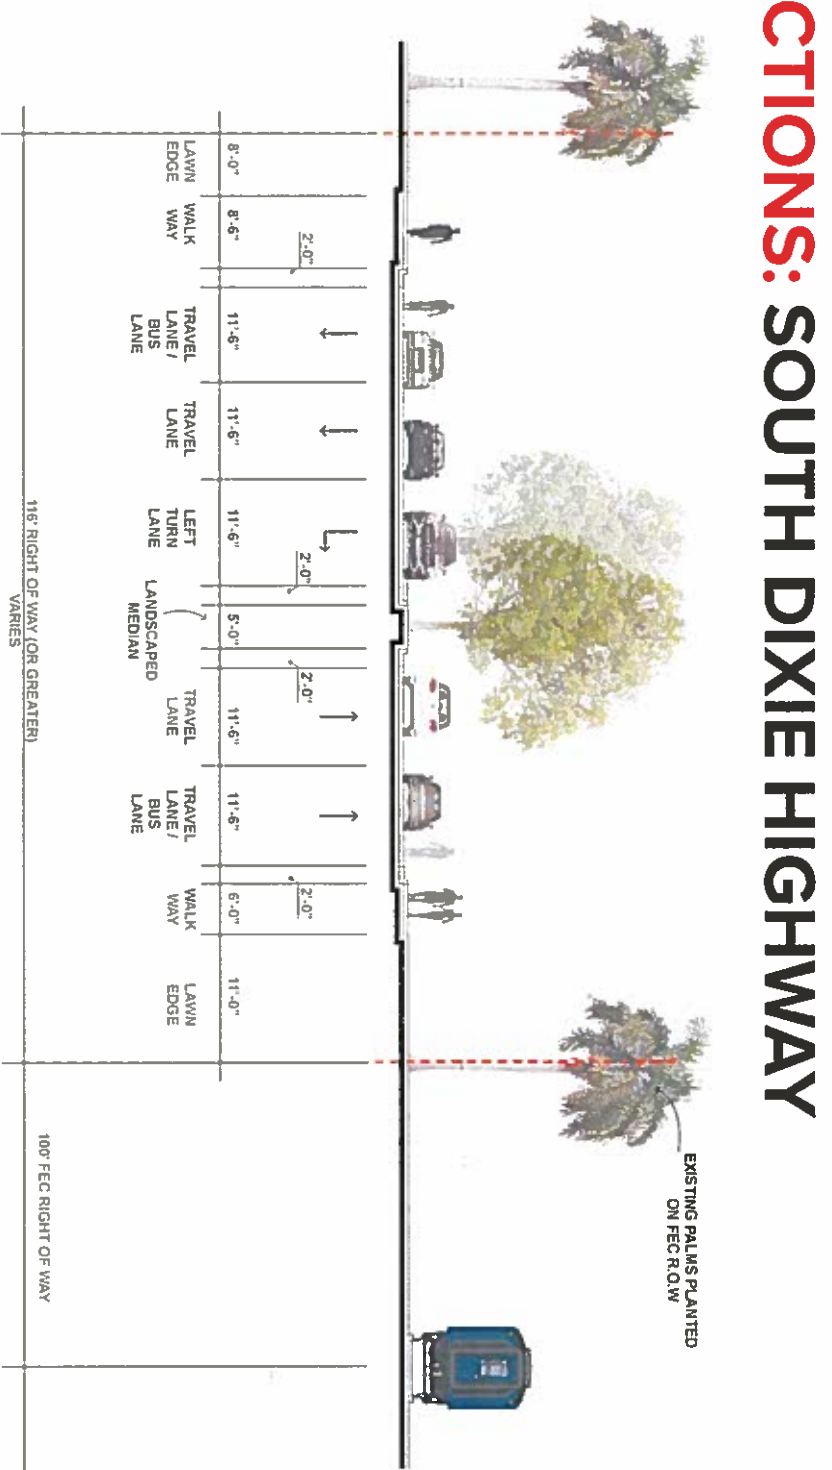 CTIONS: SOUTH DIXIE HIGHWAY
EXISTING PALMS PLANTED
ON FEC R.O.W
2'-0"
2'-0"
2'-0"
2'-0"
8'-0"
8'-6"
11'-6"
11'-6"
11'-6"
5'-0"
11'-6"
11'-6"
6'-0"
11'-0"
LAWN
EDGE
WALK
WAY
TRAVEL
LANE /
BUS
LANE
TRAVEL
LANE
LEFT
TURN
LANE
LANDSCAPED
MEDIAN
TRAVEL
LANE
TRAVEL
LANE /
BUS
LANE
WALK
WAY
LAWN
EDGE
116' RIGHT OF WAY (OR GREATER)
VARIES
100' FEC RIGHT OF WAY